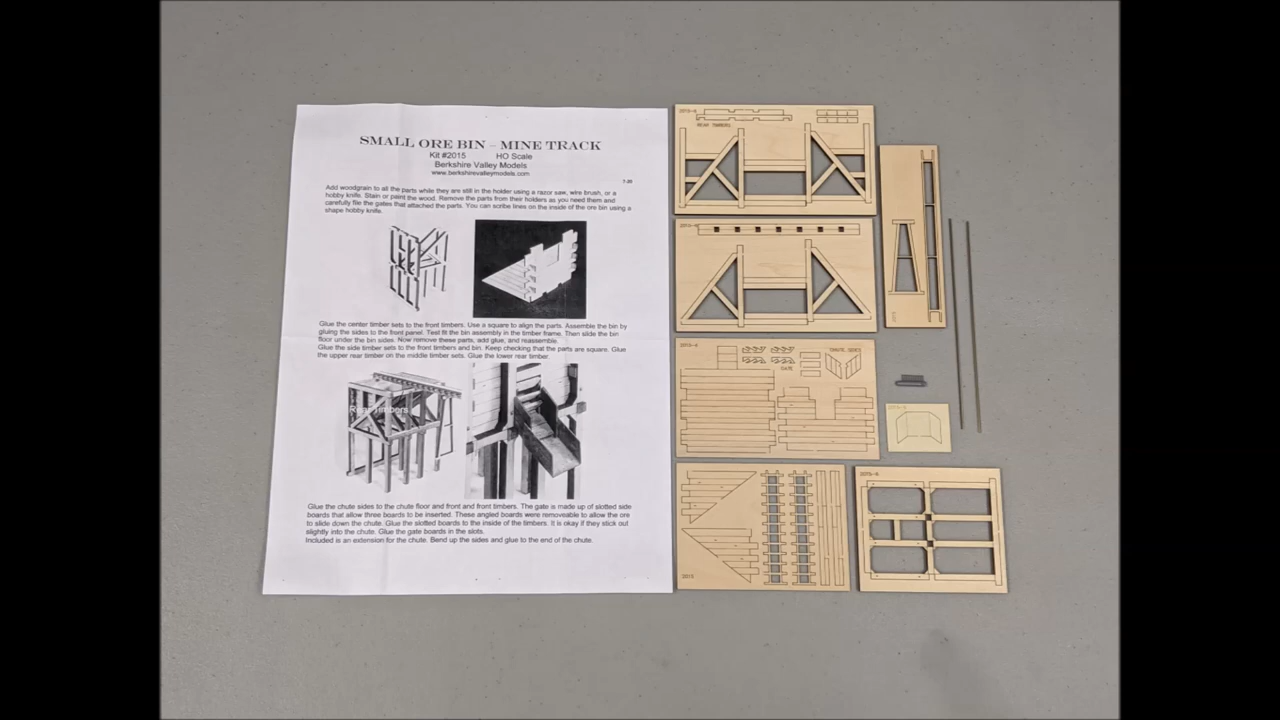 SMALL ORE BIN – MINE TRACK
Kit #2015 HO Scale
Berkshire Valley Models
www.berkshirevalleymodels.com
7-20
Add woodgrain to all the parts while they are still in the holder using a razor saw, wire brush, or a
hobby knife. Stain or paint the wood. Remove the parts from their holders as you need them and
carefully file the gates that attached the parts. You can scribe lines on the inside of the ore bin using a
shape hobby knife.
Glue the center timber sets to the front timbers. Use a square to align the parts. Assemble the bin by
gluing the sides to the front panel. Test fit the bin assembly in the timber frame. Then slide the bin
floor under the bin sides. Now remove these parts, add glue, and reassemble.
Glue the side timber sets to the front timbers and bin. Keep checking that the parts are square. Glue
the upper rear timber on the middle timber sets. Glue the lower rear timber.
Rear Timbers
Glue the chute sides to the chute floor and front and front timbers. The gate is made up of slotted side
boards that allow three boards to be inserted. These angled boards were removeable to allow the ore
to slide down the chute. Glue the slotted boards to the inside of the timbers. It is okay if they stick out
slightly into the chute. Glue the gate boards in the slots.
Included is an extension for the chute. Bend up the sides and glue to the end of the chute.
REAR TIMBERS
CHUTE SIDES
GATE
2015